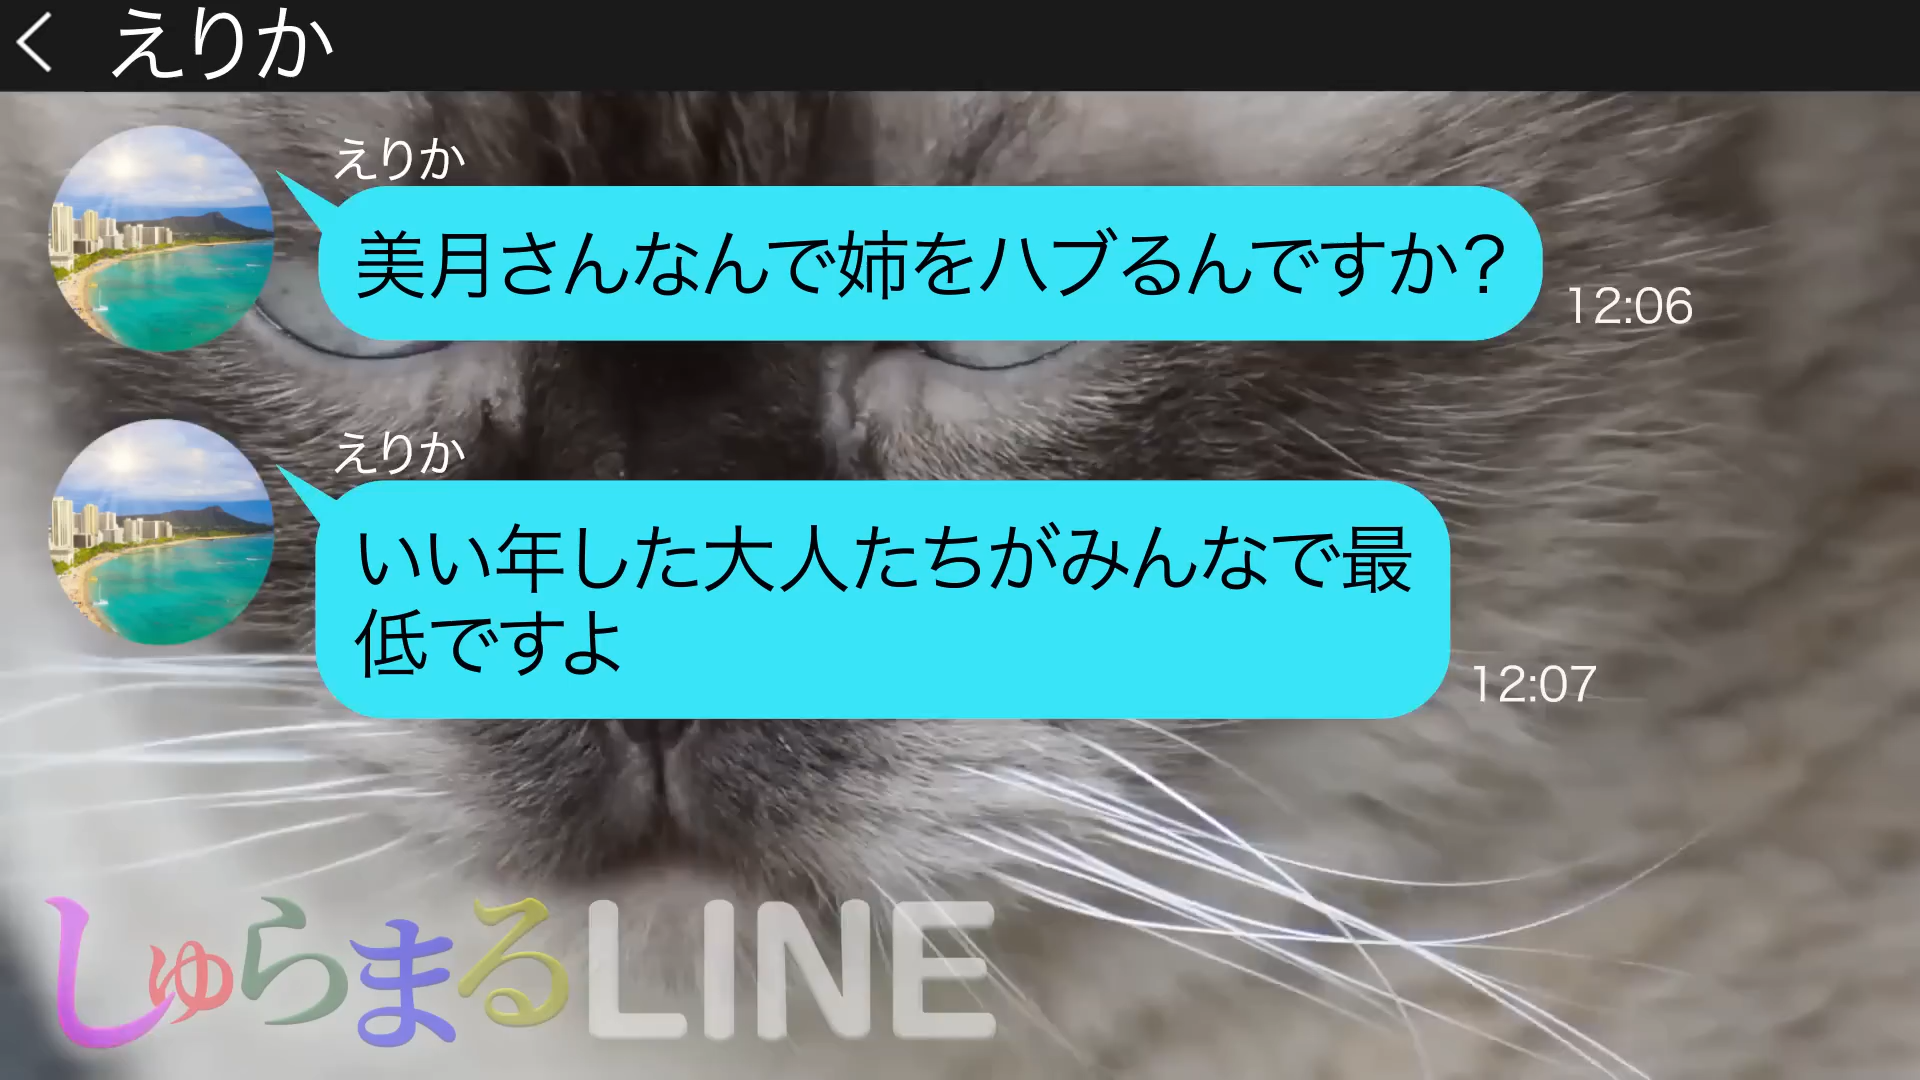 えりか
えりか
美月さんなんで姉をハブるんですか？
12:06
えりか
いい年した大人たちがみんなで最
低ですよ
12:07
しゅらまるLINE